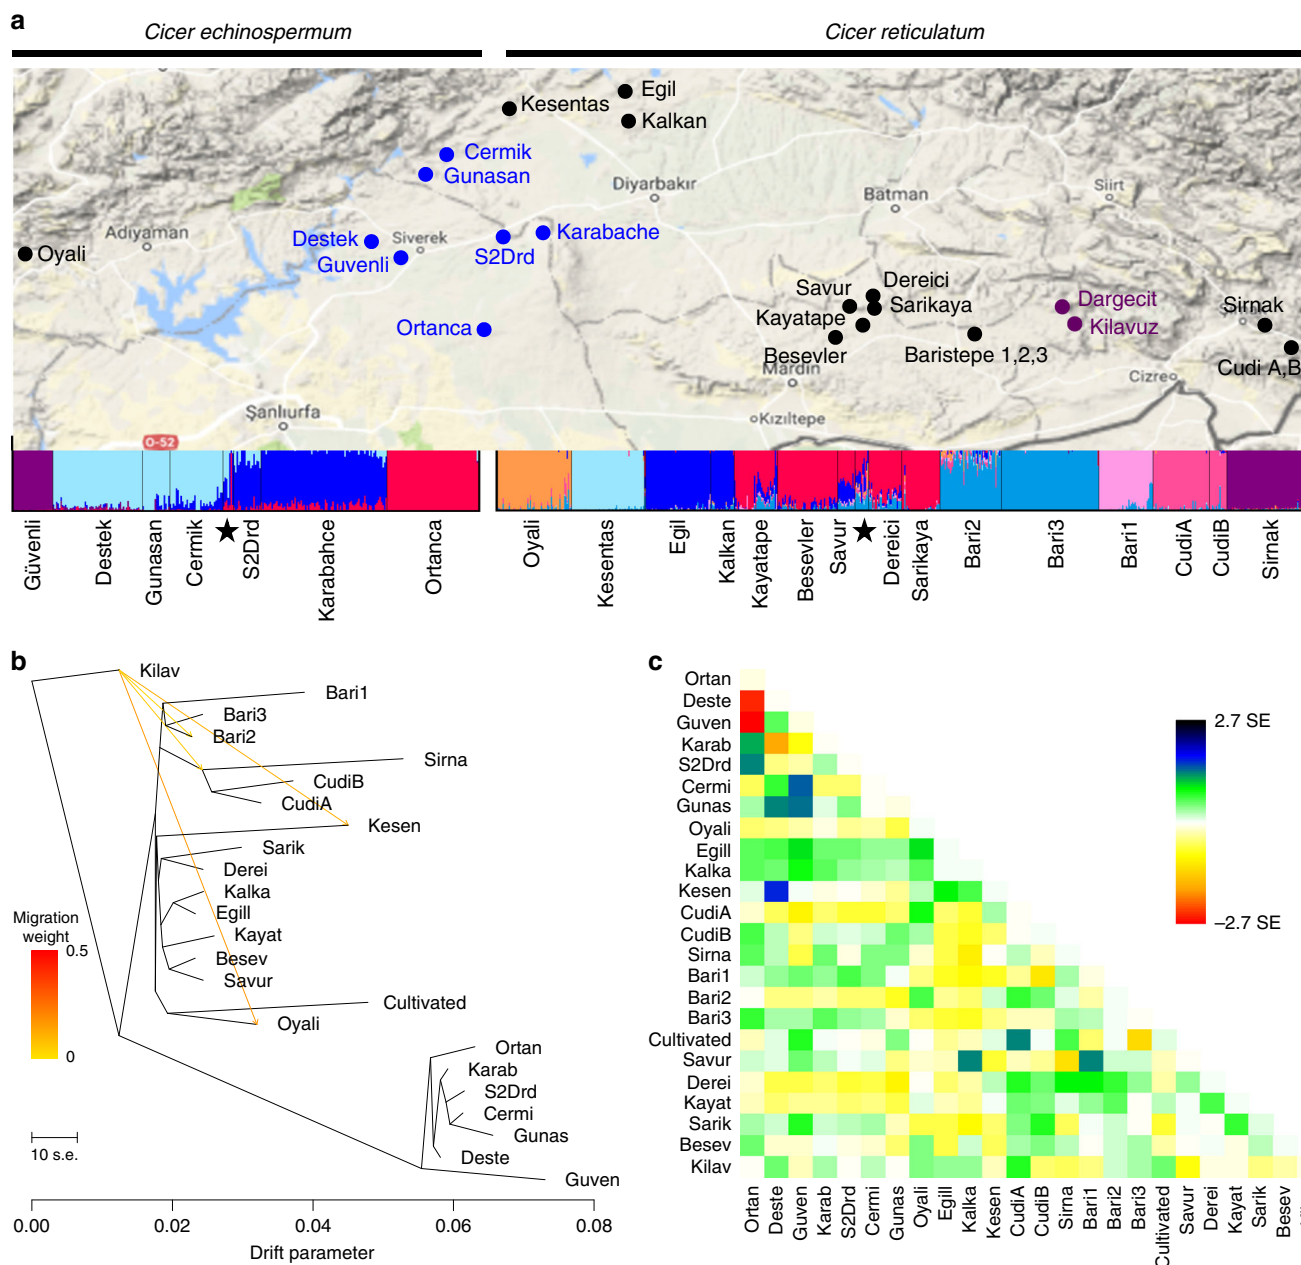 a
Cicer echinospermum
Cicer reticulatum
Egil
Kesentas
Kalkan
Cermik
Gunasan
Diyarbakır
Batman
Siirt
Adıyaman
Destek
Siverek
Karabache
Oyali
Guvenli
S2Drd
Savur
Dereici
Sarikaya
Dargecit
Sirnak
Ortanca
Kayatape
Kilavuz
Besevler
Baristepe 1,2,3
Mardin
Cizre
Cudi A,B
Şanlıurfa
Kızıltepe
O-52
Güvenli
Destek
Gunasan
Cermik
S2Drd
Karabahce
Ortanca
Oyali
Kesentas
Egil
Kalkan
Kayatape
Besevler
Savur
Dereici
Sarikaya
Bari2
Bari3
Bari1
CudiA
CudiB
Sirnak
b
Kilav
Bari1
Bari3
Bari2
Sirna
CudiB
CudiA
Kesen
Sarik
Derei
Kalka
Egill
Kayat
Besev
Savur
Cultivated
Oyali
Ortan
Karab
S2Drd
Cermi
Gunas
Deste
Guven
Migration
weight
0.5
0
10 s.e.
0.00 0.02 0.04 0.06 0.08
Drift parameter
c
Ortan
Deste
Guven
Karab
S2Drd
Cermi
Gunas
Oyali
Egill
Kalka
Kesen
CudiA
CudiB
Sirna
Bari1
Bari2
Bari3
Cultivated
Savur
Derei
Kayat
Sarik
Besev
Kilav
2.7 SE
−2.7 SE
Ortan
Deste
Guven
Karab
S2Drd
Cermi
Gunas
Oyali
Egill
Kalka
Kesen
CudiA
CudiB
Sirna
Bari1
Bari2
Bari3
Cultivated
Savur
Derei
Kayat
Sarik
Besev